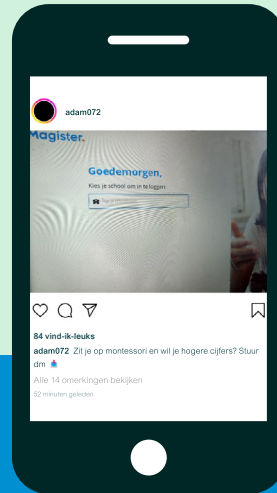 adam072
Magister.
Goedemorgen,
Kies je school om in te loggen
84 vind-ik-leuks
adam072 Zit je op montessori en wil je hogere cijfers? Stuur
dm
Alle 14 omerkingen bekijken
52 minuten geleden